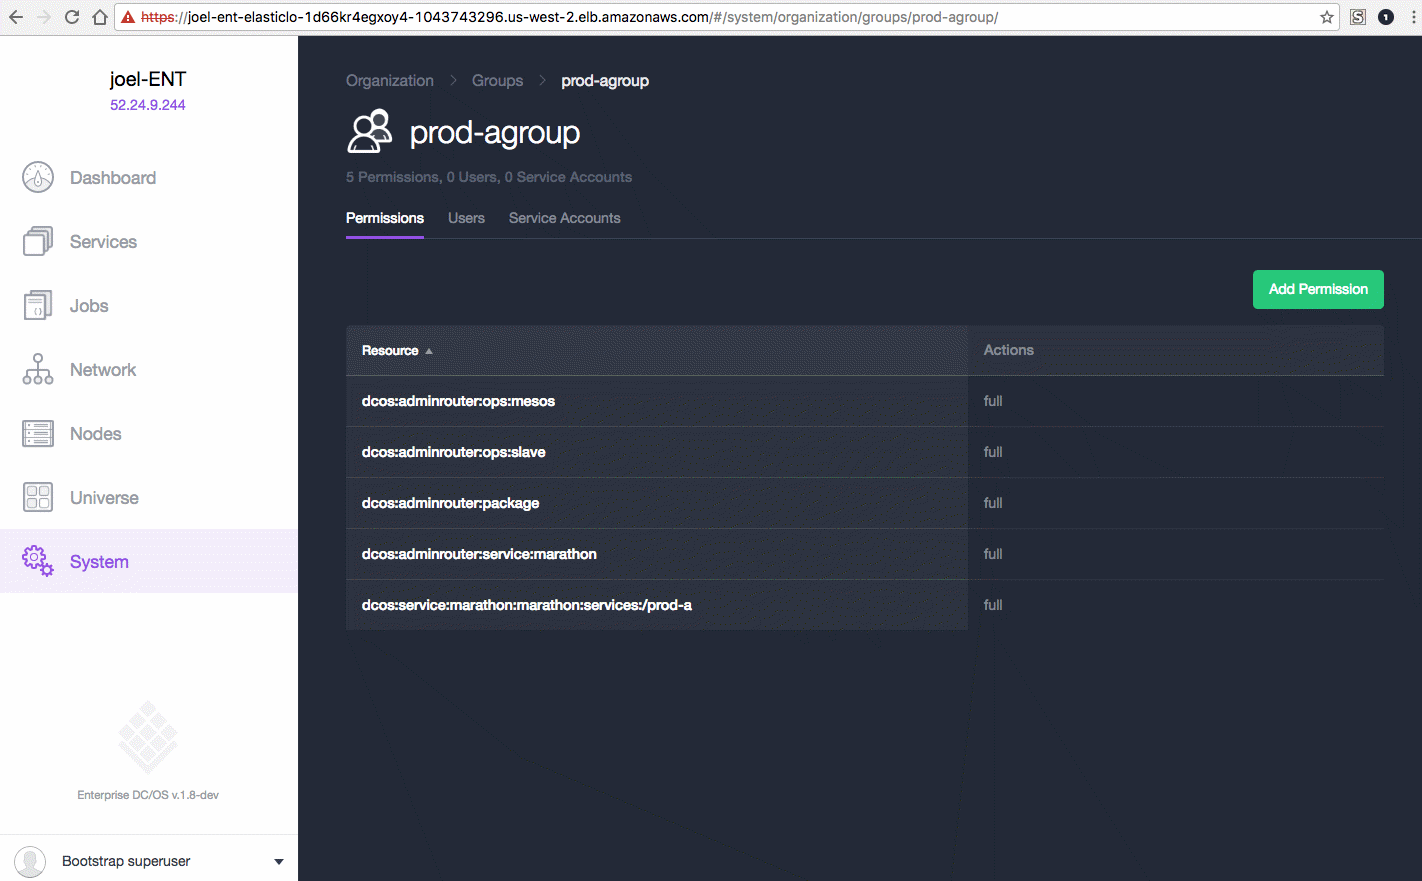 https://joel-ent-elasticlo-1d66kr4egxoy4-1043743296.us-west-2.elb.amazonaws.com/#/system/organization/groups/prod-agroup/
S
1
joel-ENT
52.24.9.244
Dashboard
Services
Jobs
Network
Nodes
Universe
System
Enterprise DC/OS v.1.8-dev
Bootstrap superuser
Organization > Groups > prod-agroup
prod-agroup
5 Permissions, 0 Users, 0 Service Accounts
Permissions Users Service Accounts
Add Permission
Resource Actions
dcos:adminrouter:ops:mesos full
dcos:adminrouter:ops:slave full
dcos:adminrouter:package full
dcos:adminrouter:service:marathon full
dcos:service:marathon:marathon:services:/prod-a full